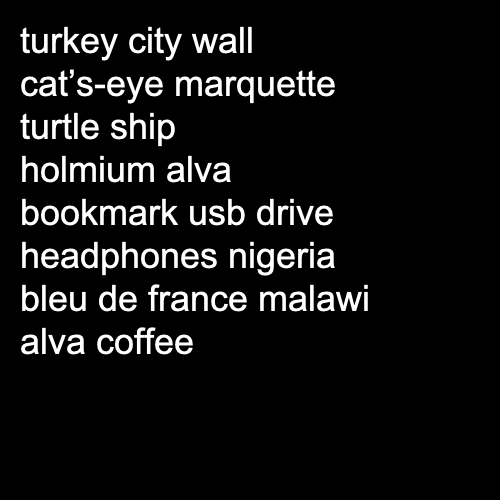 turkey city wall
cat’s-eye marquette
turtle ship
holmium alva
bookmark usb drive
headphones nigeria
bleu de france malawi
alva coffee